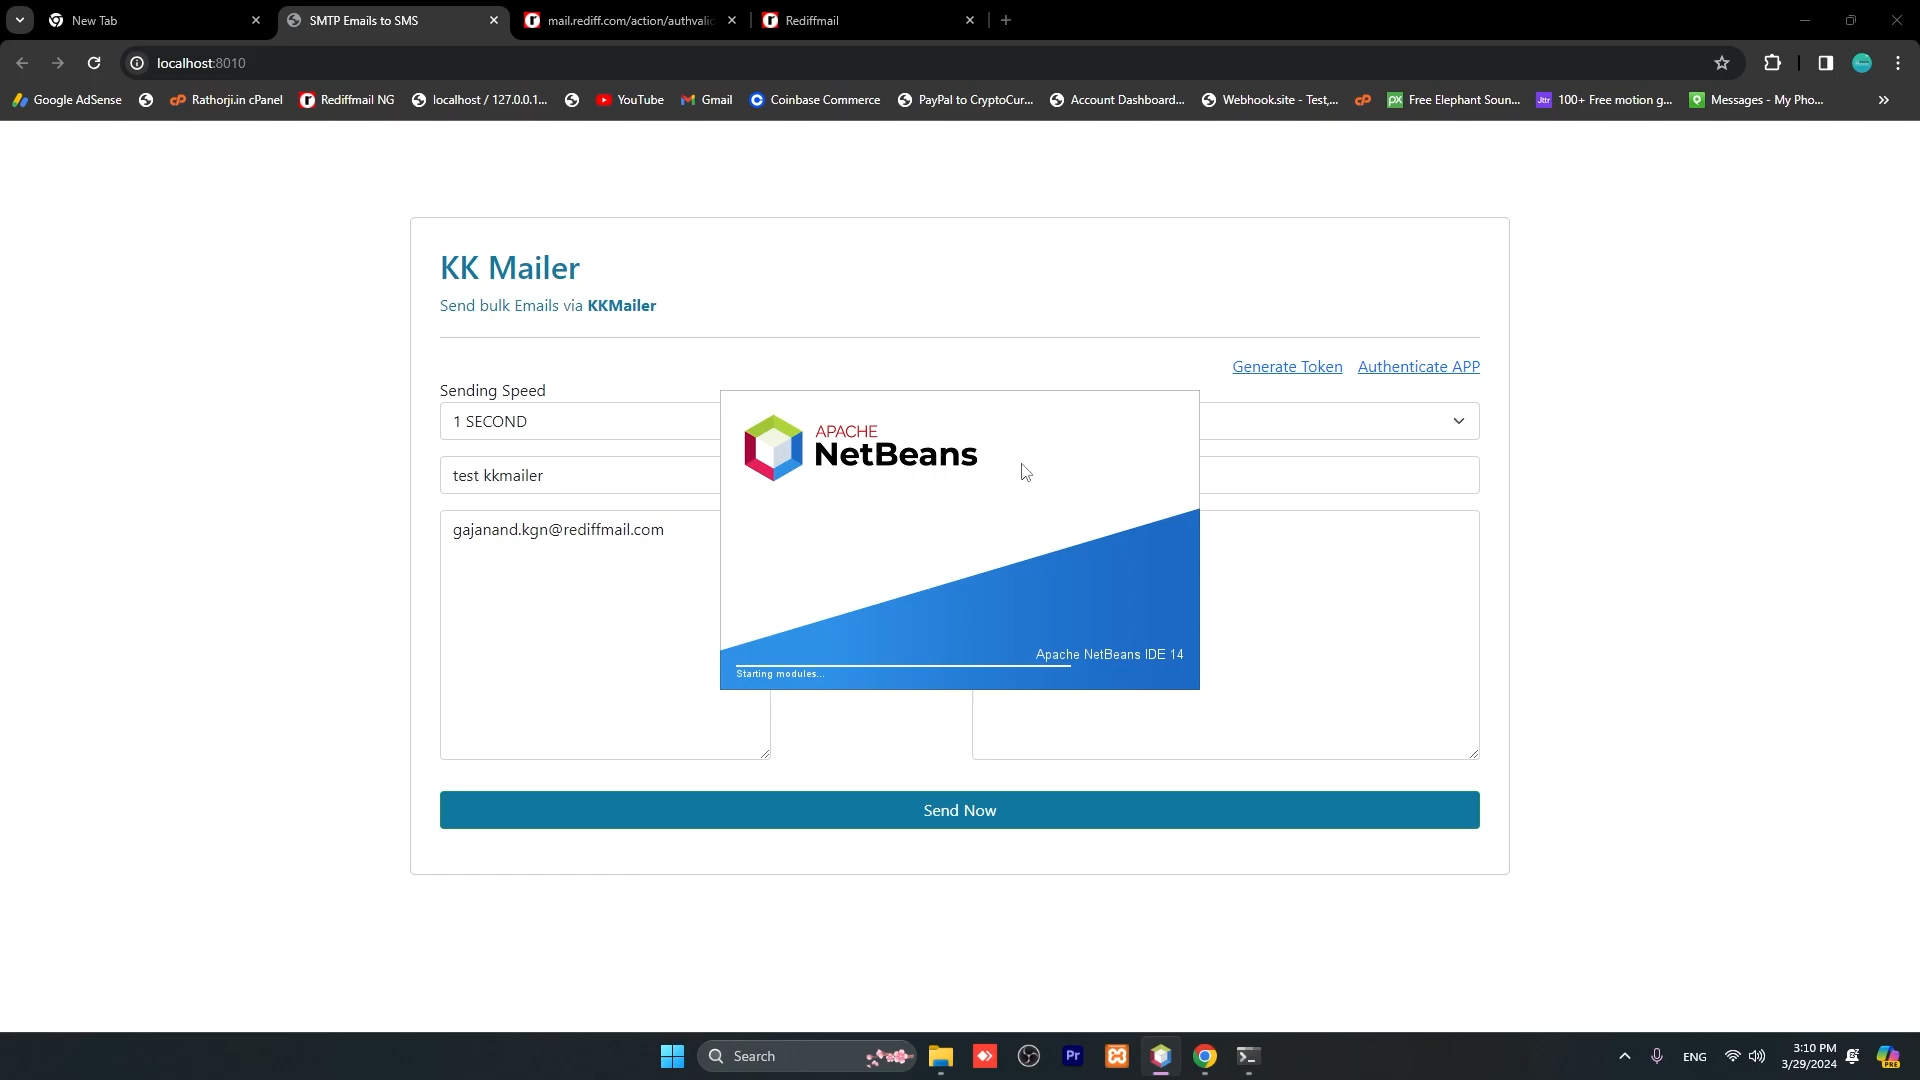 New Tab
SMTP Emails to SMS
mail.rediff.com/action/authvalic
Rediffmail
localhost:8010
Google AdSense
Rathorji.in cPanel
Rediffmail NG
localhost / 127.0.0.1...
YouTube
Gmail
Coinbase Commerce
PayPal to CryptoCur...
Account Dashboard...
Webhook.site - Test,...
Free Elephant Soun...
100+ Free motion g...
Messages - My Pho...
KK Mailer
Send bulk Emails via KKMailer
Generate Token
Authenticate APP
Sending Speed
1 SECOND
test kkmailer
gajanand.kgn@rediffmail.com
APACHE
NetBeans
Apache NetBeans IDE 14
Starting modules...
Send Now
Search
Pr
ENG
3:10 PM
3/29/2024
PRE